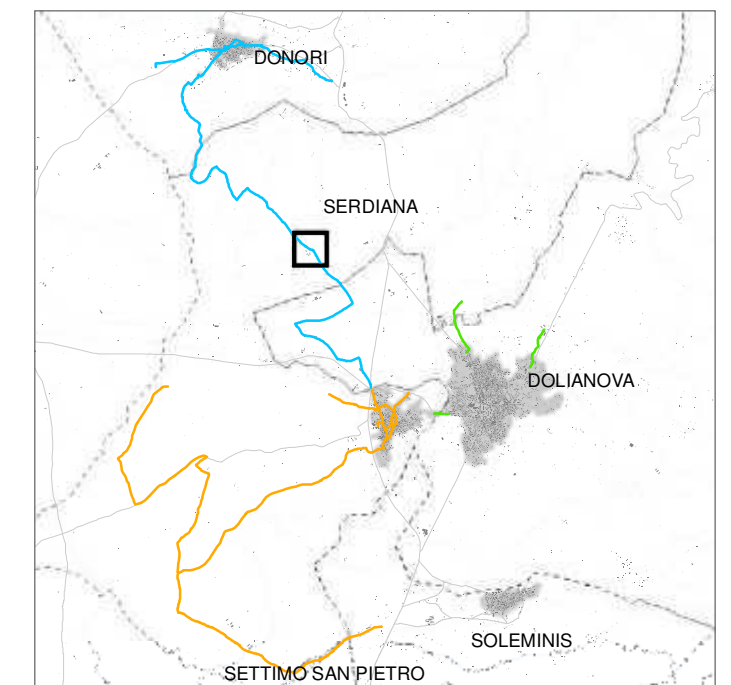 DONORI
SERDIANA
DOLIANOVA
SOLEMINIS
SETTIMO SAN PIETRO